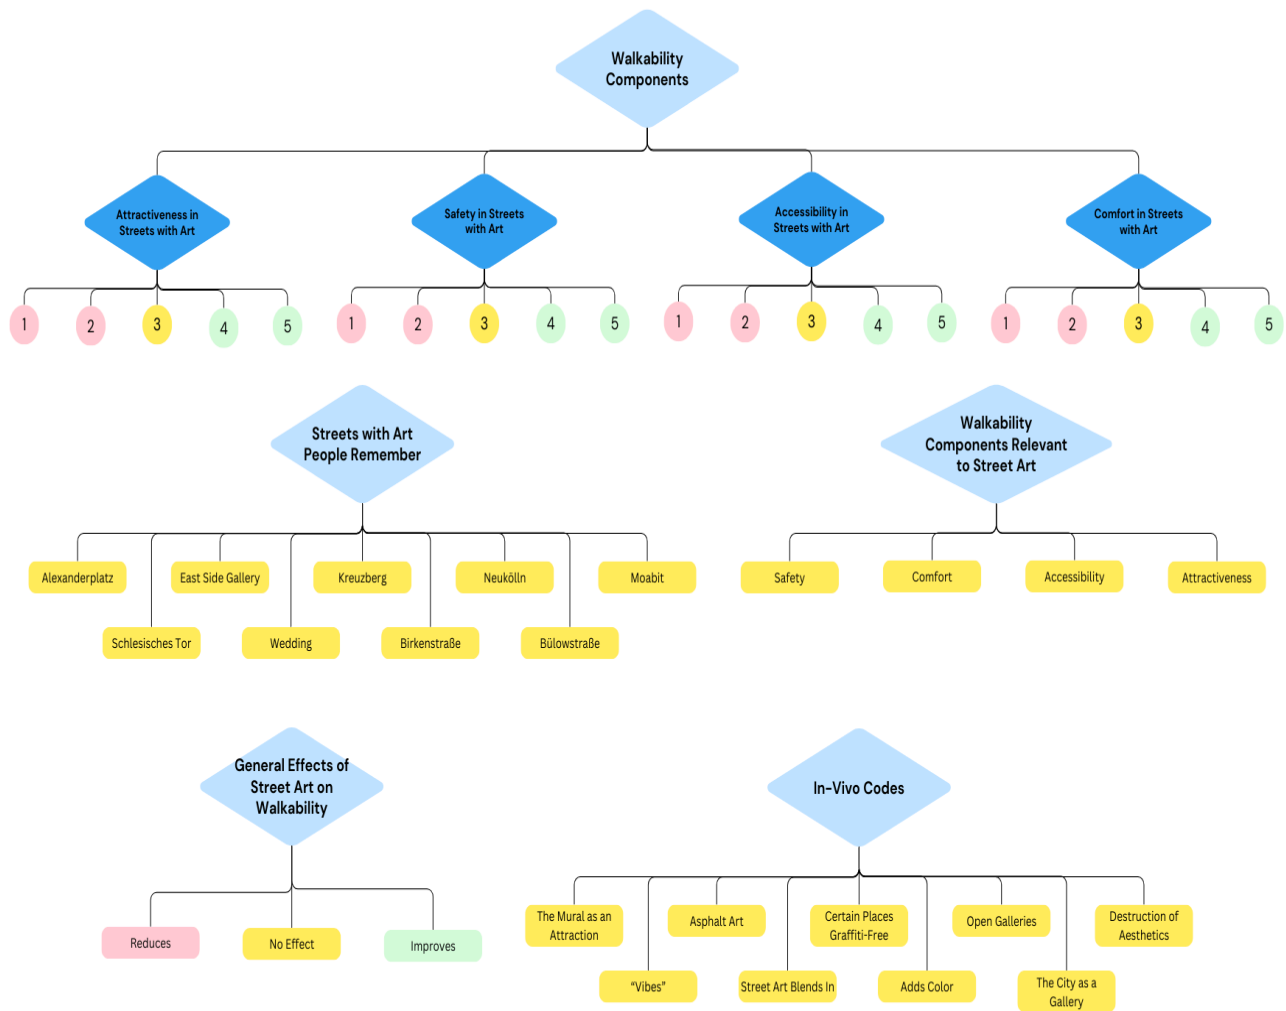 Walkability
Components
Attractiveness in
Streets with Art
Safety in Streets
with Art
Accessibility in
Streets with Art
Comfort in Streets
with Art
1 2 3 4 5
1 2 3 4 5
1 2 3 4 5
1 2 3 4 5
Streets with Art
People Remember
Alexanderplatz
East Side Gallery
Kreuzberg
Neukölln
Moabit
Schlesisches Tor
Wedding
Birkenstraße
Bülowstraße
Walkability
Components Relevant
to Street Art
Safety
Comfort
Accessibility
Attractiveness
General Effects of
Street Art on
Walkability
Reduces
No Effect
Improves
In-Vivo Codes
The Mural as an
Attraction
Asphalt Art
Certain Places
Graffiti-Free
Open Galleries
Destruction of
Aesthetics
“Vibes”
Street Art Blends In
Adds Color
The City as a
Gallery